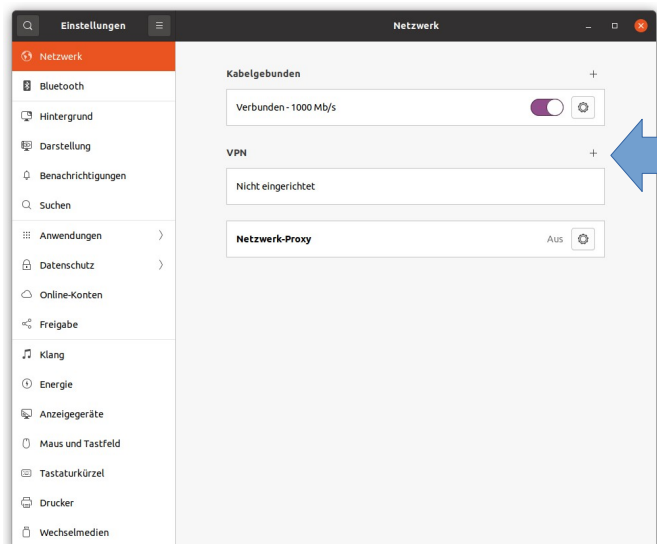 Einstellungen
Netzwerk
Netzwerk
Bluetooth
Hintergrund
Darstellung
Benachrichtigungen
Suchen
Anwendungen
Datenschutz
Online-Konten
Freigabe
Klang
Energie
Anzeigegeräte
Maus und Tastfeld
Tastaturkürzel
Drucker
Wechselmedien
Kabelgebunden
Verbunden - 1000 Mb/s
VPN
Nicht eingerichtet
Netzwerk-Proxy Aus